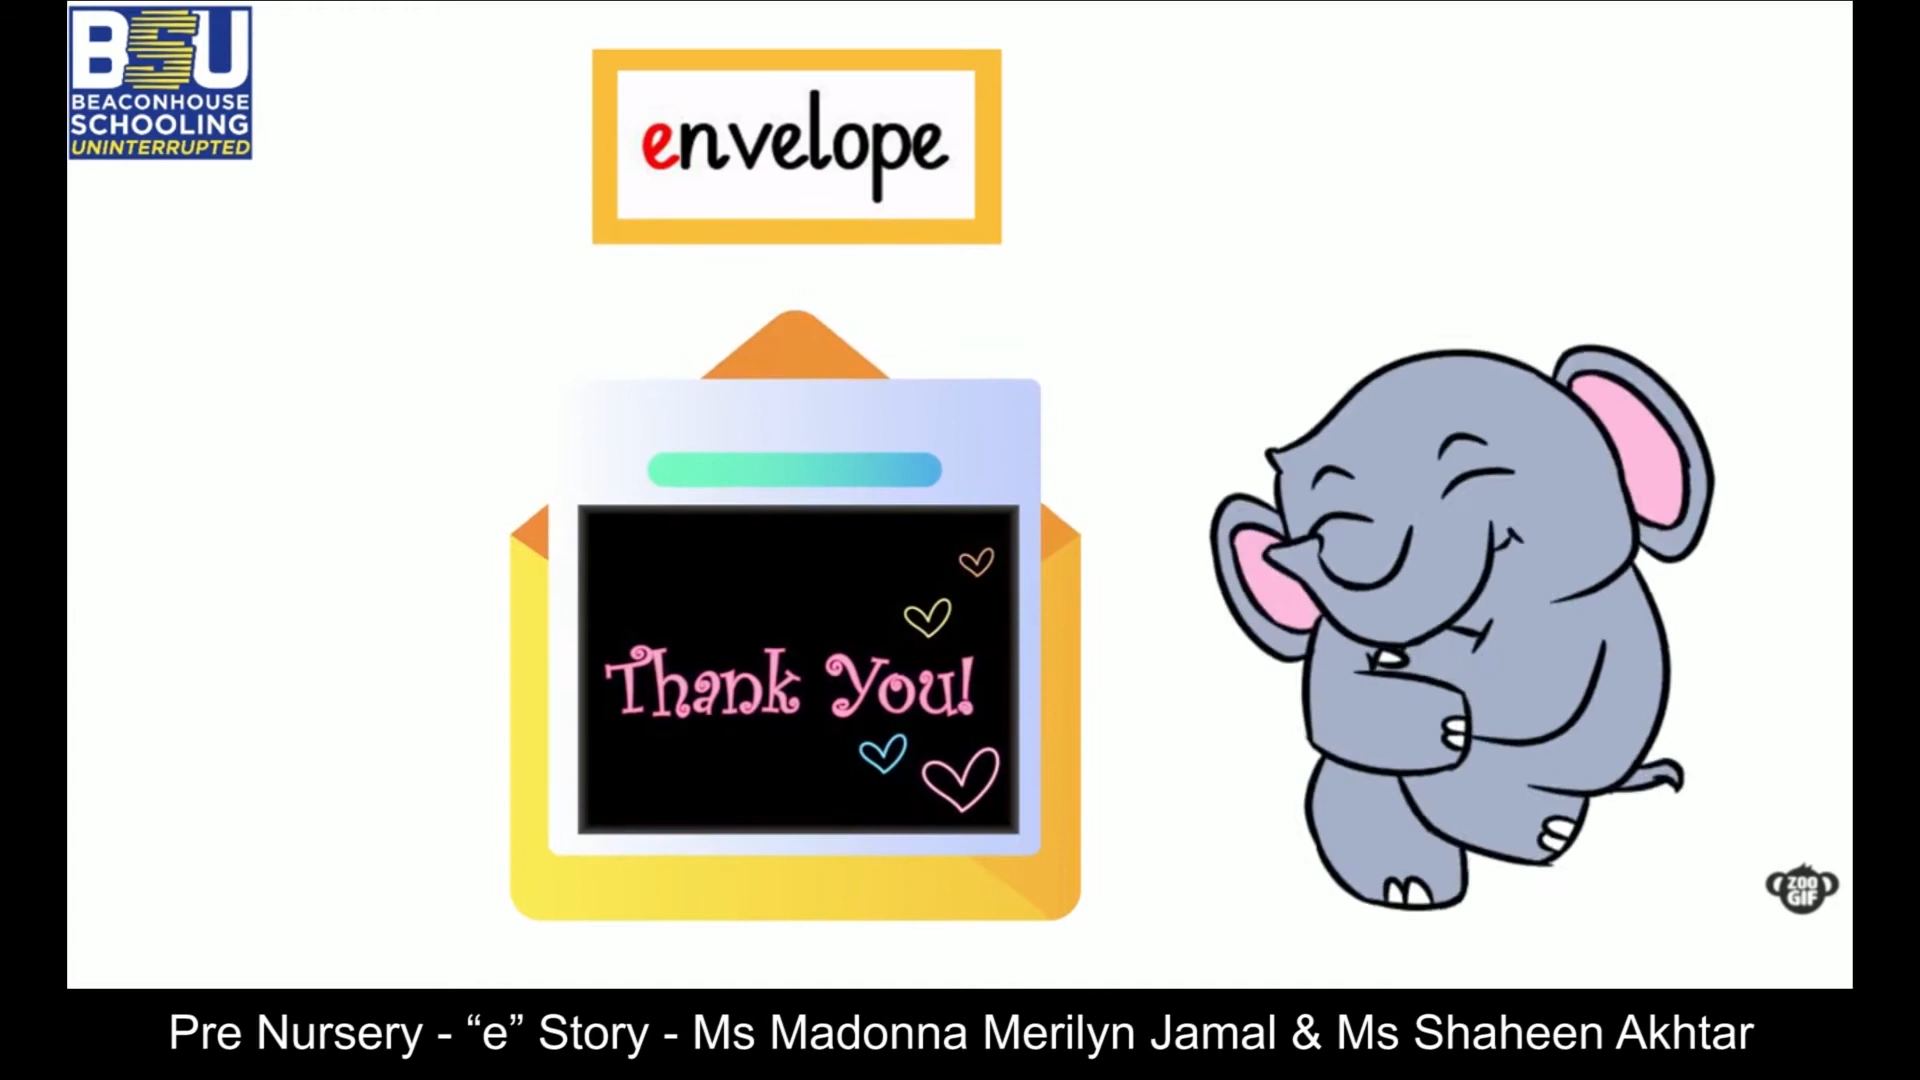 BSU
BEACONHOUSE
SCHOOLING
UNINTERRUPTED
envelope
Thank You!
ZOO
GIF
Pre Nursery - “e” Story - Ms Madonna Merilyn Jamal & Ms Shaheen Akhtar